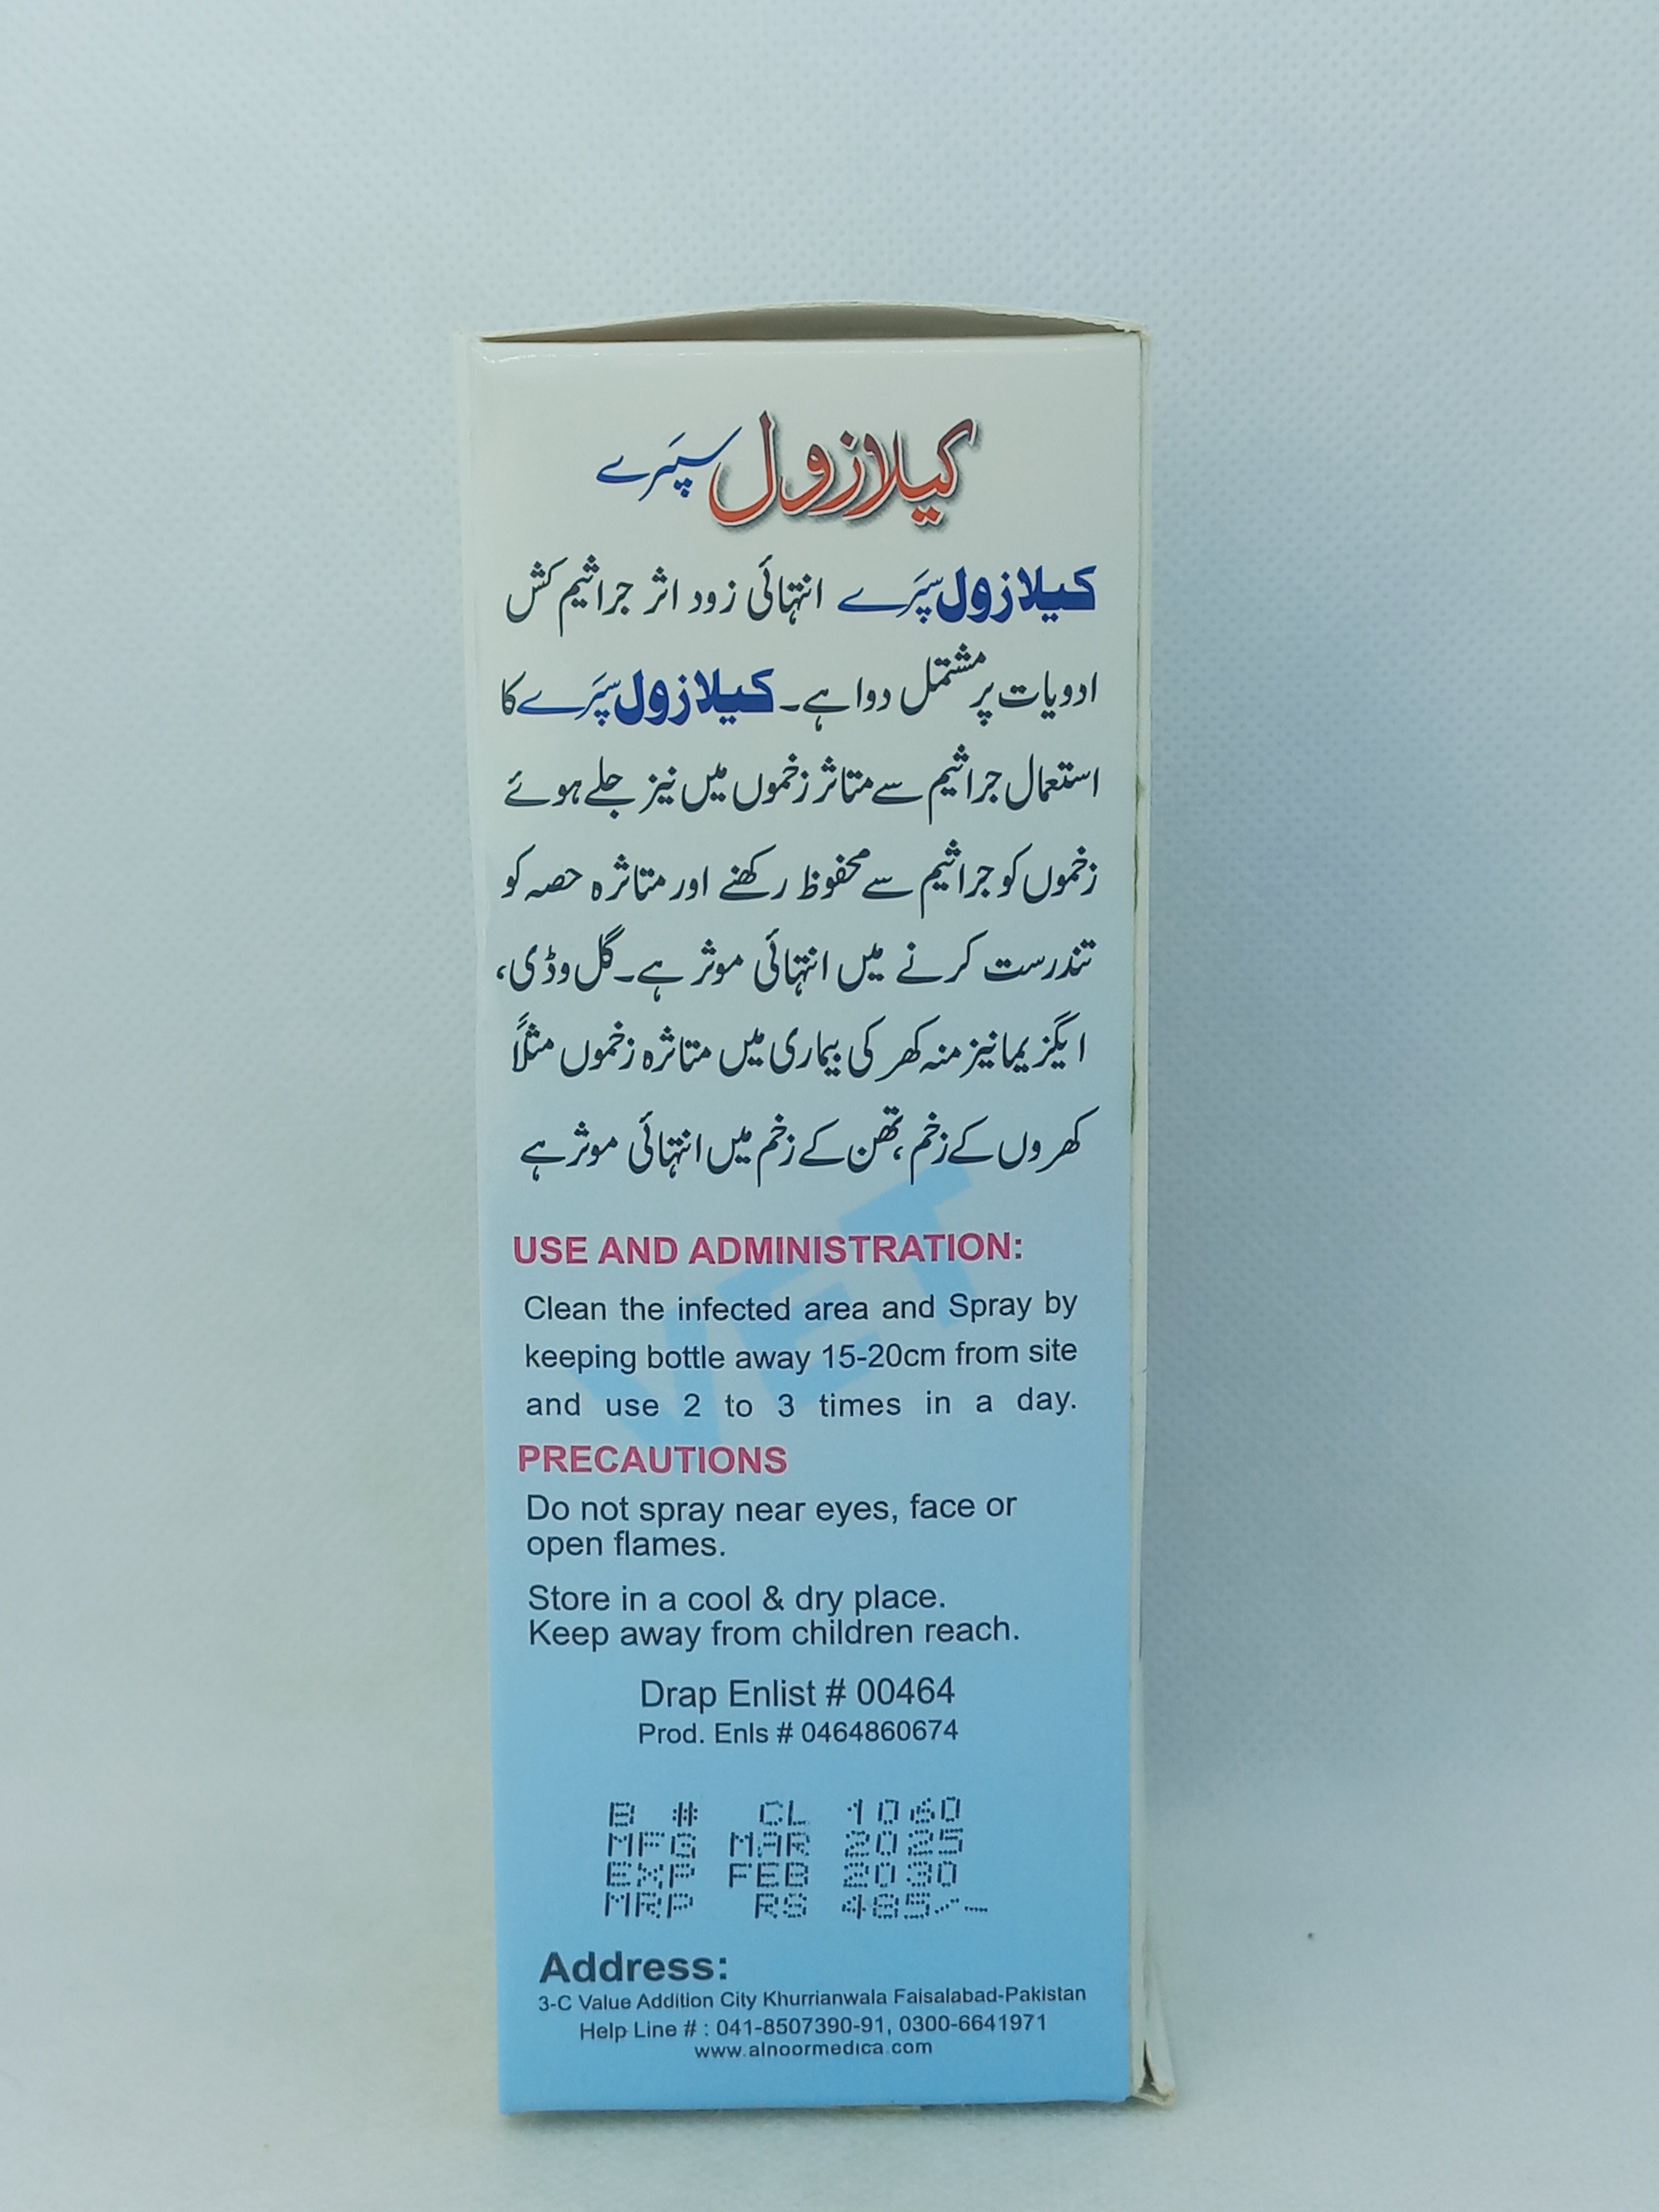 کیلازول سپرے
کیلازول سپرے انتہائی زود اثر جراثیم کش
ادویات پر مشتمل دوا ہے۔ کیلازول سپرے کا
استعمال جراثیم سے متاثر زخموں میں نیز جلے ہوئے
زخموں کو جراثیم سے محفوظ رکھنے اور متاثرہ حصہ کو
تندرست کرنے میں انتہائی موثر ہے۔ گل وڈی،
ایگزیما نیز منہ کھر کی بیماری میں متاثرہ زخموں مثلاً
کھروں کے زخم، تھن کے زخم میں انتہائی موثر ہے
VET
USE AND ADMINISTRATION:
Clean the infected area and Spray by
keeping bottle away 15-20cm from site
and use 2 to 3 times in a day.
PRECAUTIONS
Do not spray near eyes, face or
open flames.
Store in a cool & dry place.
Keep away from children reach.
Drap Enlist # 00464
Prod. Enls # 0464860674
B # CL 1060
MFG MAR 2025
EXP FEB 2030
MRP RS 485/-
Address:
3-C Value Addition City Khurrianwala Faisalabad-Pakistan
Help Line # : 041-8507390-91, 0300-6641971
www.alnoormedica.com